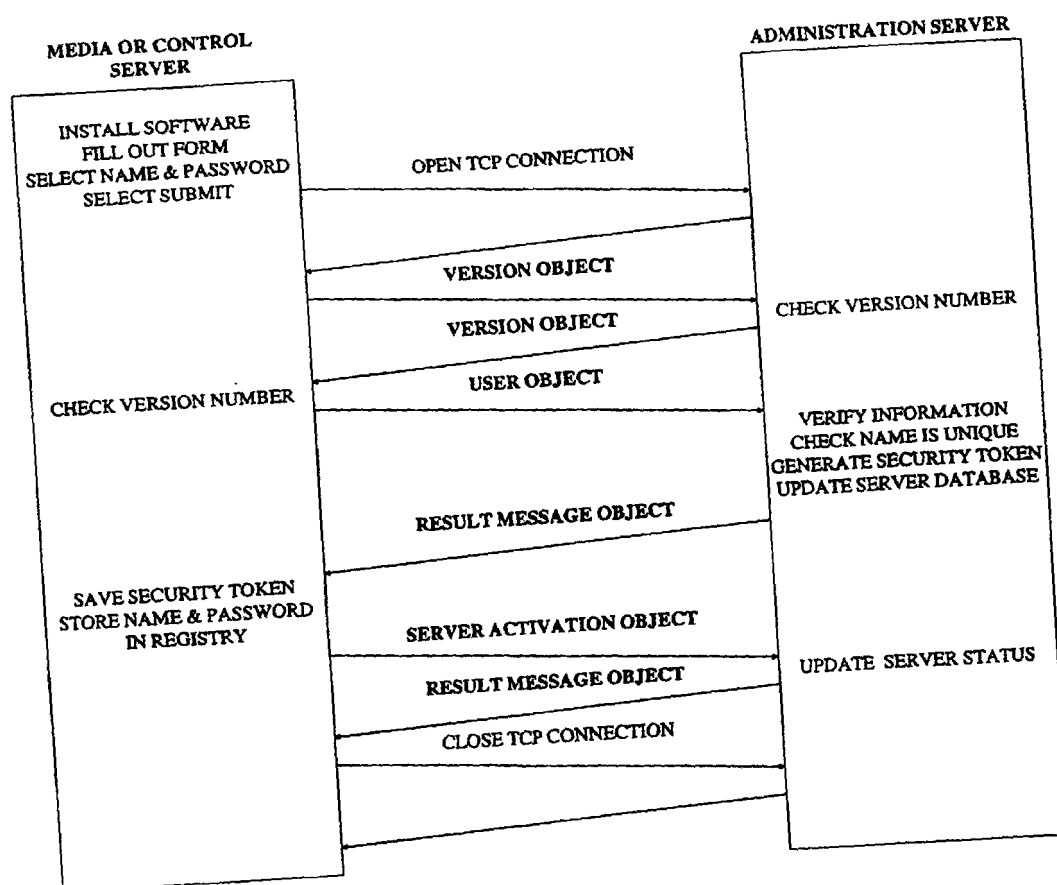 MEDIA OR CONTROL
SERVER
ADMINISTRATION SERVER
INSTALL SOFTWARE
FILL OUT FORM
SELECT NAME & PASSWORD
SELECT SUBMIT
OPEN TCP CONNECTION
VERSION OBJECT
CHECK VERSION NUMBER
VERSION OBJECT
USER OBJECT
CHECK VERSION NUMBER
VERIFY INFORMATION
CHECK NAME IS UNIQUE
GENERATE SECURITY TOKEN
UPDATE SERVER DATABASE
RESULT MESSAGE OBJECT
SAVE SECURITY TOKEN
STORE NAME & PASSWORD
IN REGISTRY
SERVER ACTIVATION OBJECT
UPDATE SERVER STATUS
RESULT MESSAGE OBJECT
CLOSE TCP CONNECTION